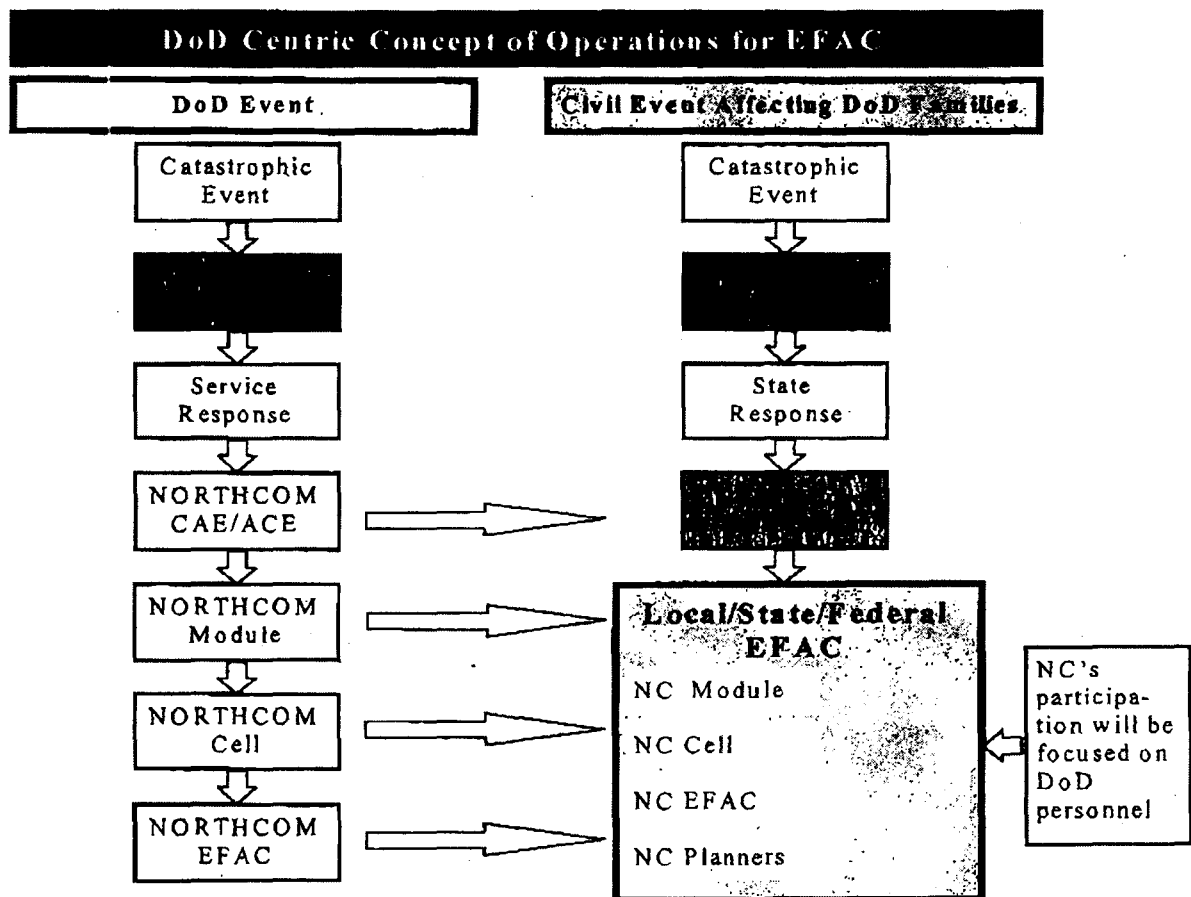 DoD Centric Concept of Operations for EFAC
DoD Event
Civil Event Affecting DoD Families
Catastrophic
Event
Service
Response
NORTHCOM
CAE/ACE
NORTHCOM
Module
NORTHCOM
Cell
NORTHCOM
EFAC
Catastrophic
Event
State
Response
Local/State/Federal
EFAC
NC Module
NC Cell
NC EFAC
NC Planners
NC's
participa-
tion will be
focused on
DoD
personnel